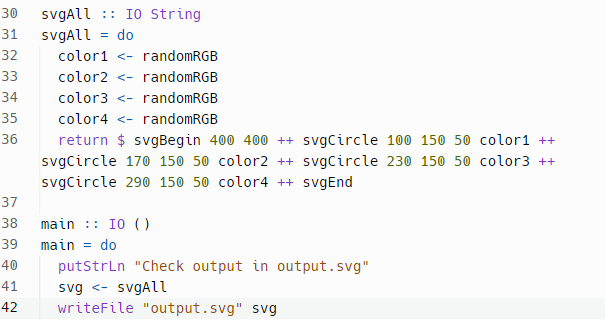 30 svgAll :: IO String
31 svgAll = do
32   color1 <- randomRGB
33   color2 <- randomRGB
34   color3 <- randomRGB
35   color4 <- randomRGB
36   return $ svgBegin 400 400 ++ svgCircle 100 150 50 color1 ++
svgCircle 170 150 50 color2 ++ svgCircle 230 150 50 color3 ++
svgCircle 290 150 50 color4 ++ svgEnd
37
38 main :: IO ()
39 main = do
40   putStrLn "Check output in output.svg"
41   svg <- svgAll
42   writeFile "output.svg" svg